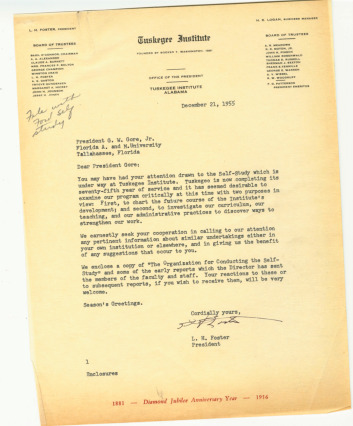 L. H. FOSTER, PRESIDENT
H. D. LUCAS, BUSINESS MANAGER
Tuskegee Institute
FOUNDED BY BOOKER T. WASHINGTON, 1881
BOARD OF TRUSTEES
BOARD OF TRUSTEES
OFFICE OF THE PRESIDENT
TUSKEGEE INSTITUTE
ALABAMA
File with
Ford Self
Study
December 21, 1955
President G. W. Gore, Jr.
Florida A. and M.University
Tallahassee, Florida
Dear President Gore:
You may have had your attention drawn to the Self-Study which is
under way at Tuskegee Institute. Tuskegee is now completing its
seventy-fifth year of service and it has seemed desirable to
examine our program critically at this time with two purposes in
view: First, to chart the future course of the Institute's
development; and second, to investigate our curriculum, our
teaching, and our administrative practices to discover ways to
strengthen our work.
We earnestly seek your cooperation in calling to our attention
any pertinent information about similar undertakings either in
your own institution or elsewhere, and in giving us the benefit
of any suggestions that occur to you.
We enclose a copy of "The Organization for Conducting the Self-
Study" and some of the early reports which the Director has sent
the members of the faculty and staff. Your reactions to these or
to subsequent reports, if you wish to receive them, will be very
welcome.
Season's Greetings.
Cordially yours,
L H Foster
L. H. Foster
President
1
Enclosures
1881 — Diamond Jubilee Anniversary Year — 1956